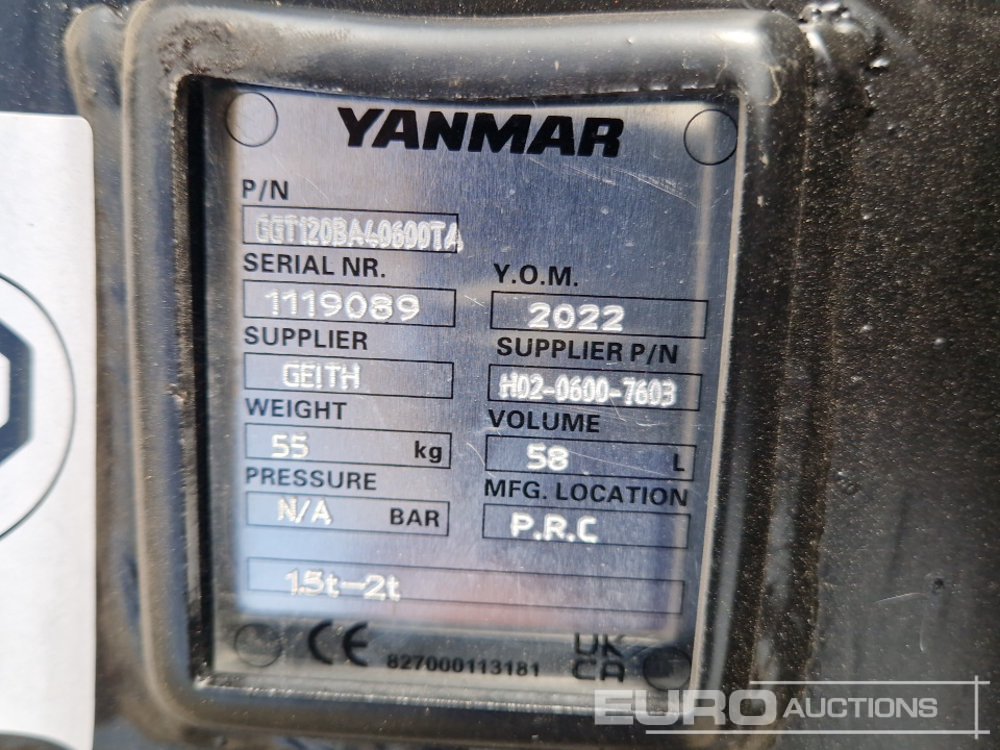 YANMAR
P/N
GGT120BA40600TA
SERIAL NR.
1119089
Y.O.M.
2022
SUPPLIER
GEITH
SUPPLIER P/N
H02-0600-7603
WEIGHT
55 kg
VOLUME
58 L
PRESSURE
N/A BAR
MFG. LOCATION
P.R.C
1.5t-2t
CE
827000113181
UK
CA
EURO AUCTIONS